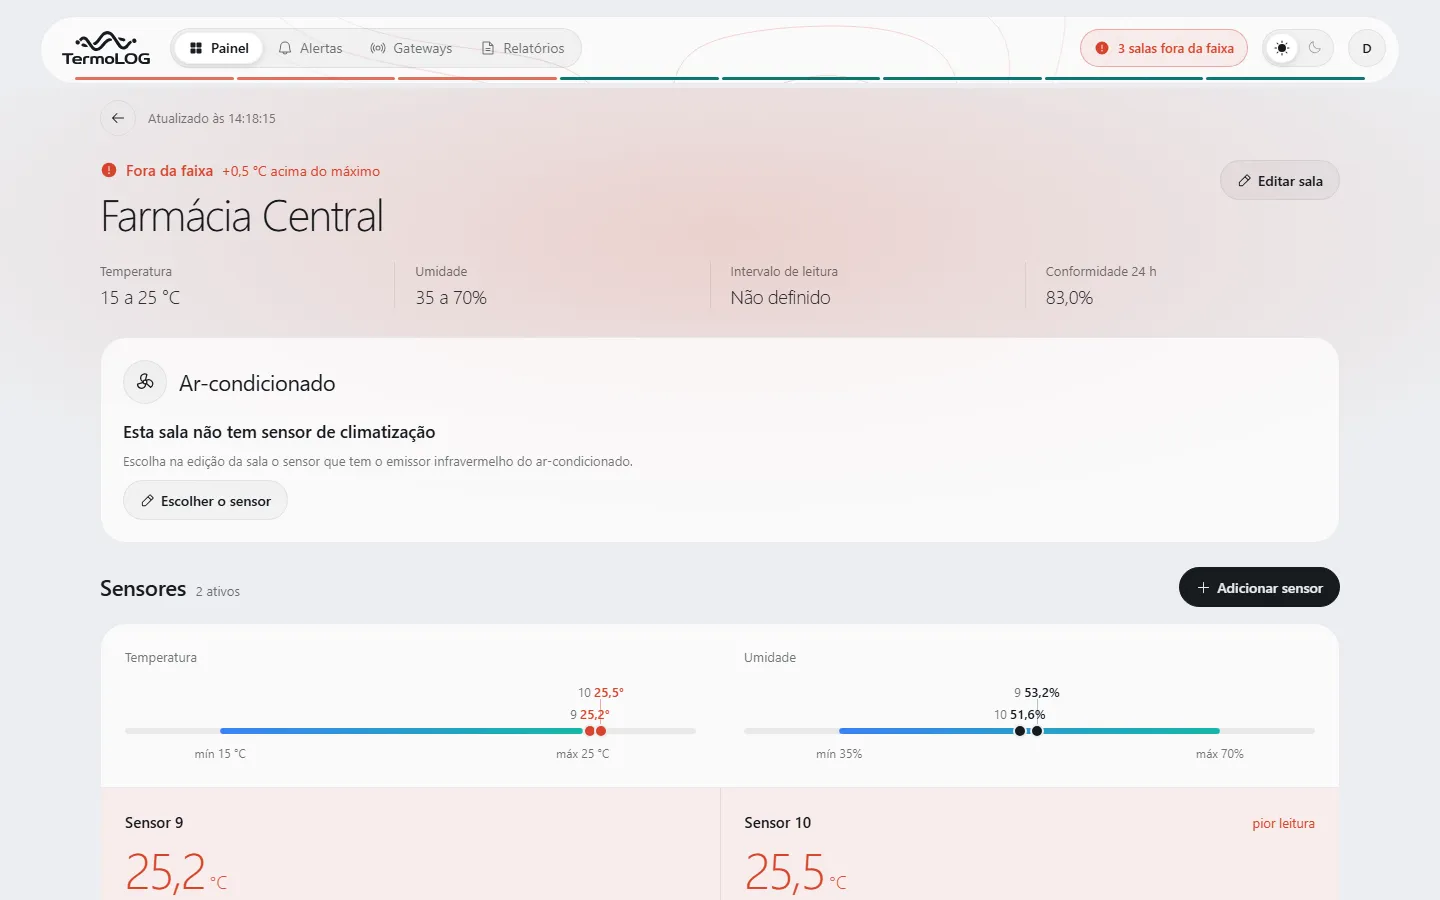 TermoLOG
Painel
Alertas
Gateways
Relatórios
3 salas fora da faixa
D
Atualizado às 14:18:15
Fora da faixa +0,5 °C acima do máximo
Editar sala
Farmácia Central
Temperatura
15 a 25 °C
Umidade
35 a 70%
Intervalo de leitura
Não definido
Conformidade 24 h
83,0%
Ar-condicionado
Esta sala não tem sensor de climatização
Escolha na edição da sala o sensor que tem o emissor infravermelho do ar-condicionado.
Escolher o sensor
Sensores 2 ativos
Adicionar sensor
Temperatura
10 25,5°
9 25,2°
mín 15 °C
máx 25 °C
Umidade
9 53,2%
10 51,6%
mín 35%
máx 70%
Sensor 9
25,2 °C
Sensor 10
pior leitura
25,5 °C